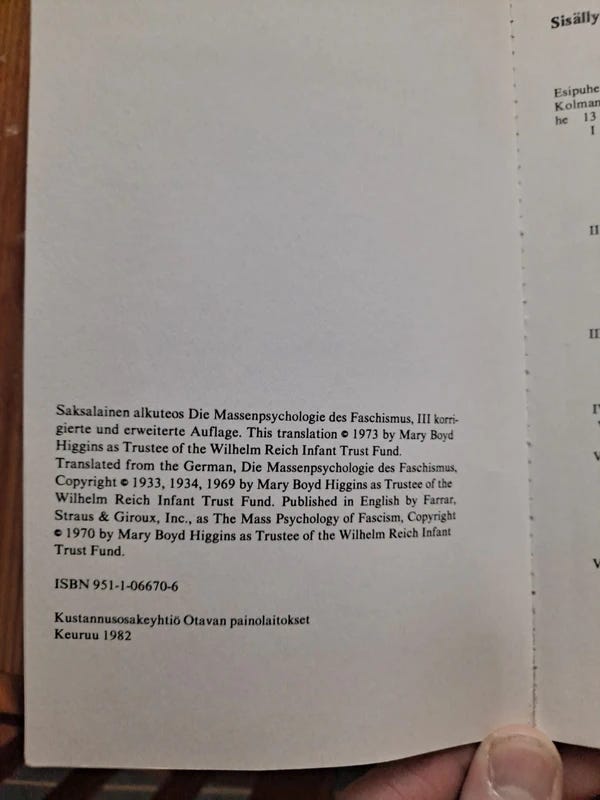 Saksalainen alkuteos Die Massenpsychologie des Faschismus, III korri-
gierte und erweiterte Auflage. This translation © 1973 by Mary Boyd
Higgins as Trustee of the Wilhelm Reich Infant Trust Fund.
Translated from the German, Die Massenpsychologie des Faschismus,
Copyright © 1933, 1934, 1969 by Mary Boyd Higgins as Trustee of the
Wilhelm Reich Infant Trust Fund. Published in English by Farrar,
Straus & Giroux, Inc., as The Mass Psychology of Fascism, Copyright
© 1970 by Mary Boyd Higgins as Trustee of the Wilhelm Reich Infant
Trust Fund.
ISBN 951-1-06670-6
Kustannusosakeyhtiö Otavan painolaitokset
Keuruu 1982
Sisälly
Esipuhe
Kolman
he 13
I
II